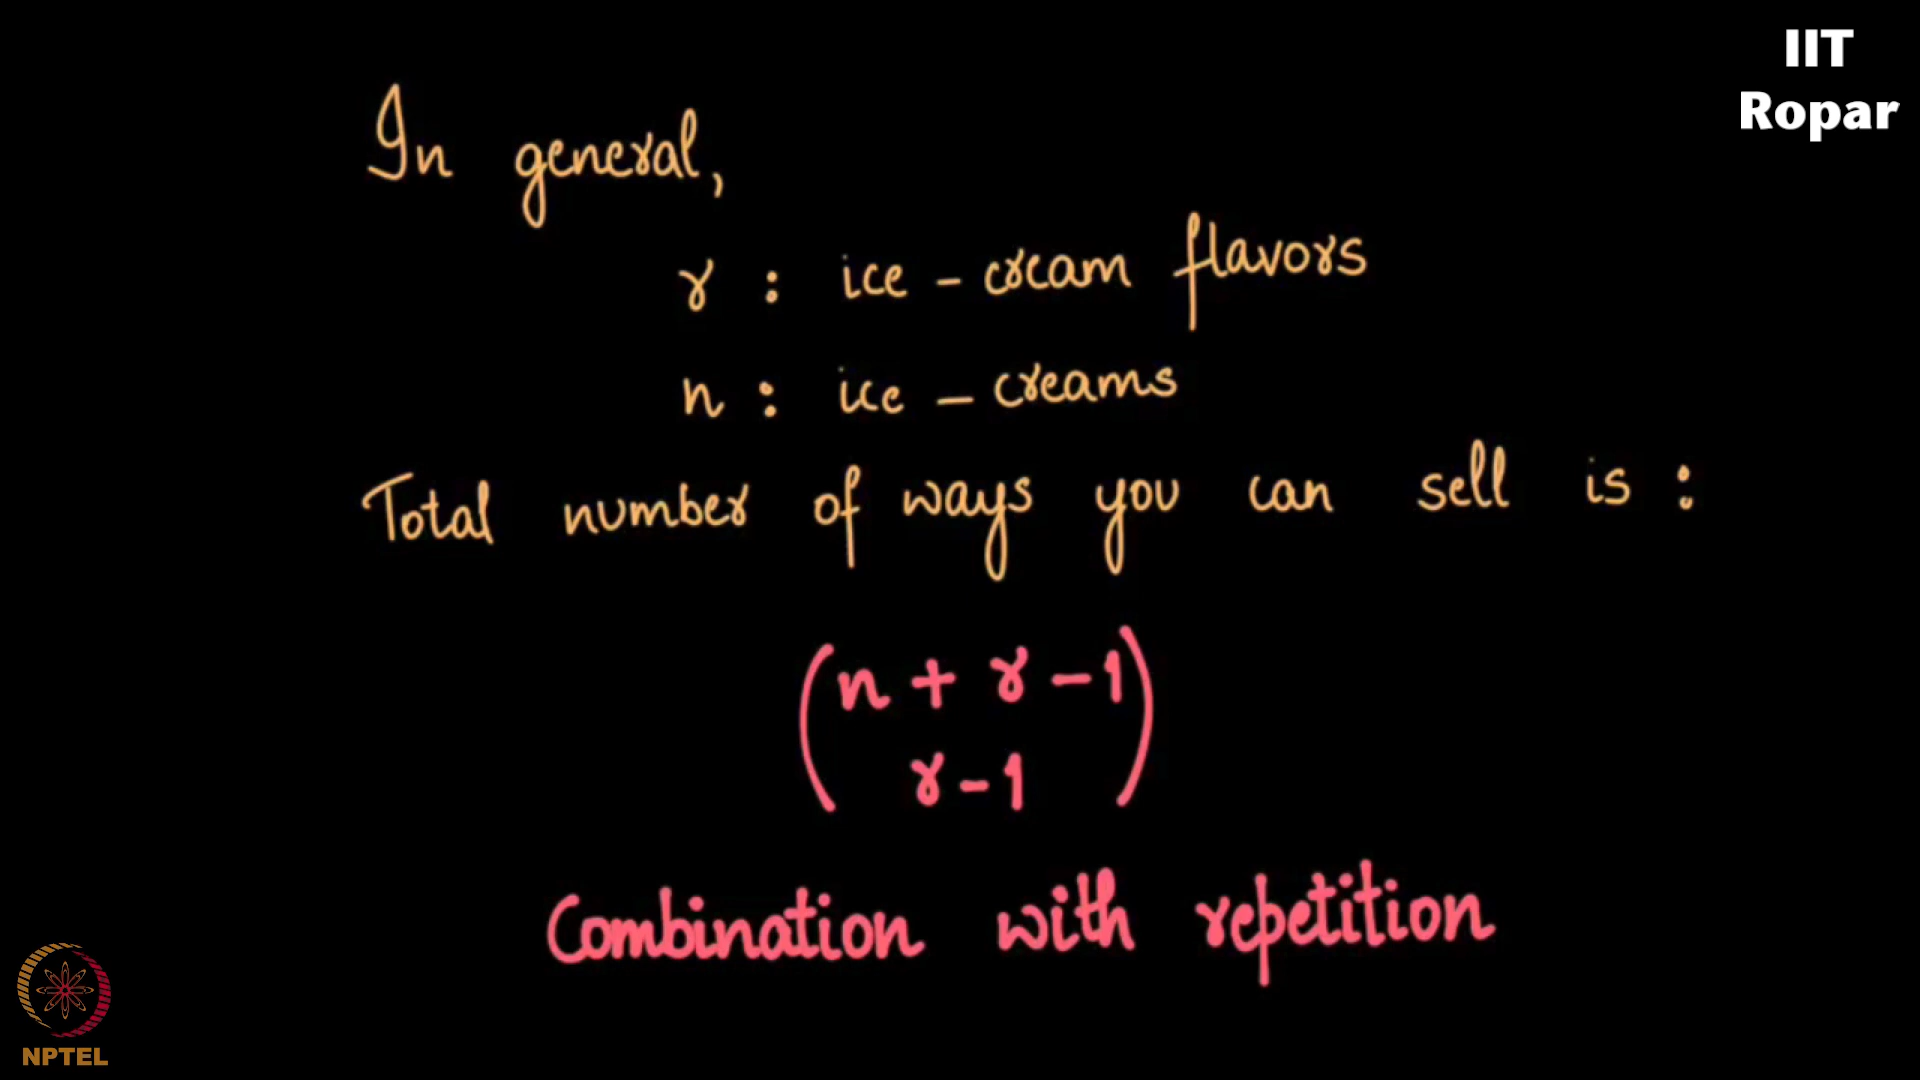 IIT
Ropar
In general,
r : ice-cream flavors
n : ice-creams
Total number of ways you can sell is :
(n + r - 1
r - 1)
Combination with repetition
NPTEL